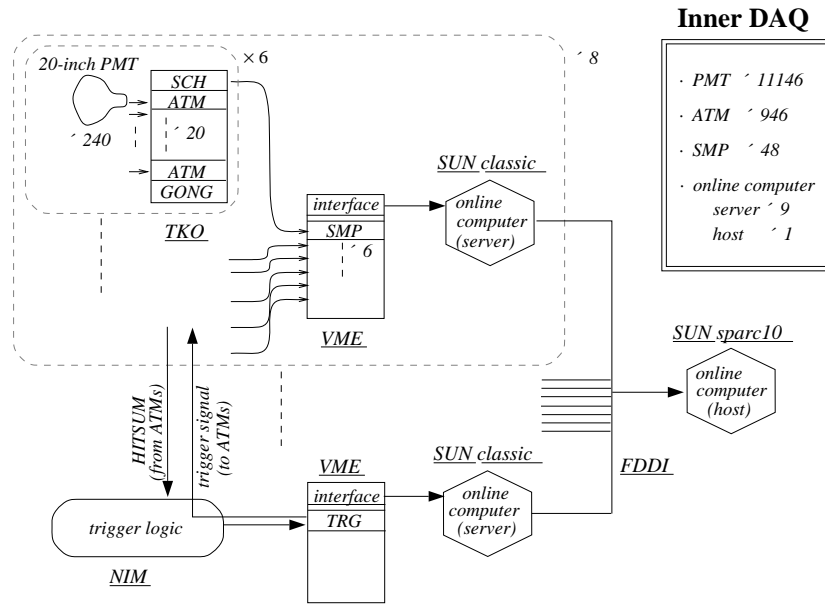 Inner DAQ
× 6
´ 8
20-inch PMT
SCH
ATM
´ 240
´ 20
ATM
GONG
TKO
· PMT ´ 11146
· ATM ´ 946
· SMP ´ 48
· online computer
server ´ 9
host ´ 1
SUN classic
interface
SMP
´ 6
VME
online
computer
(server)
SUN sparc10
online
computer
(host)
HITSUM
(from ATMs)
trigger signal
(to ATMs)
FDDI
SUN classic
VME
interface
TRG
online
computer
(server)
trigger logic
NIM